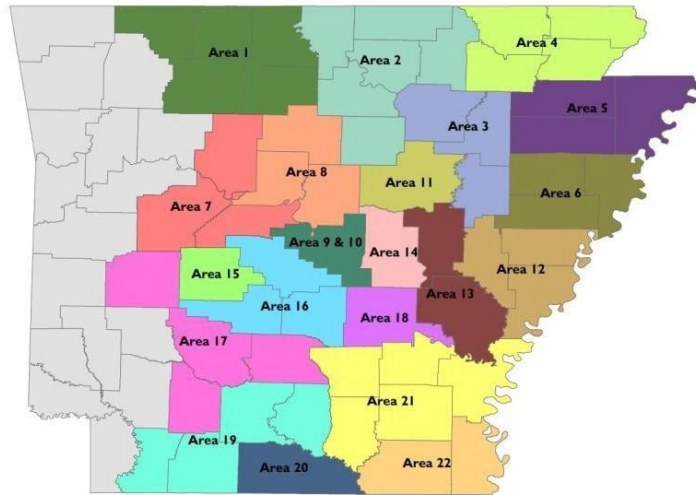 Area 1
Area 2
Area 4
Area 5
Area 3
Area 8
Area 11
Area 6
Area 7
Area 9 & 10
Area 14
Area 12
Area 15
Area 13
Area 16
Area 18
Area 17
Area 21
Area 19
Area 22
Area 20